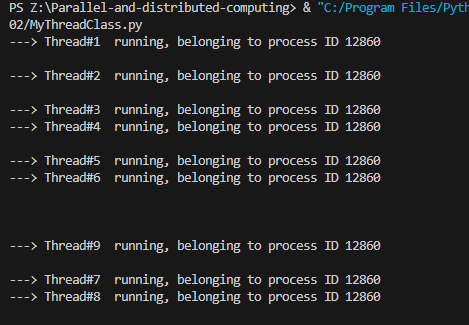 PS Z:\Parallel-and-distributed-computing> & "C:/Program Files/Pyth
02/MyThreadClass.py
---> Thread#1  running, belonging to process ID 12860
---> Thread#2  running, belonging to process ID 12860
---> Thread#3  running, belonging to process ID 12860
---> Thread#4  running, belonging to process ID 12860
---> Thread#5  running, belonging to process ID 12860
---> Thread#6  running, belonging to process ID 12860
---> Thread#9  running, belonging to process ID 12860
---> Thread#7  running, belonging to process ID 12860
---> Thread#8  running, belonging to process ID 12860